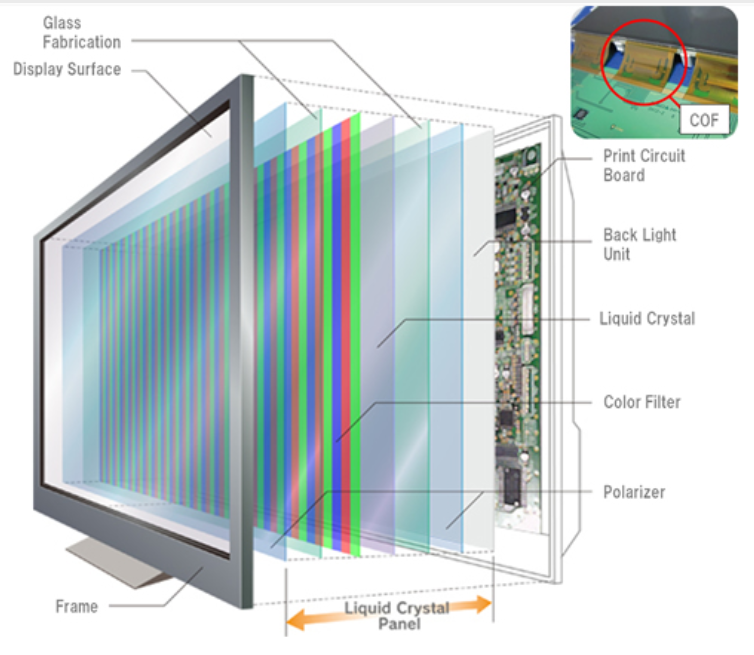 Glass
Fabrication
Display Surface
COF
Print Circuit
Board
Back Light
Unit
Liquid Crystal
Color Filter
Polarizer
Frame
Liquid Crystal
Panel